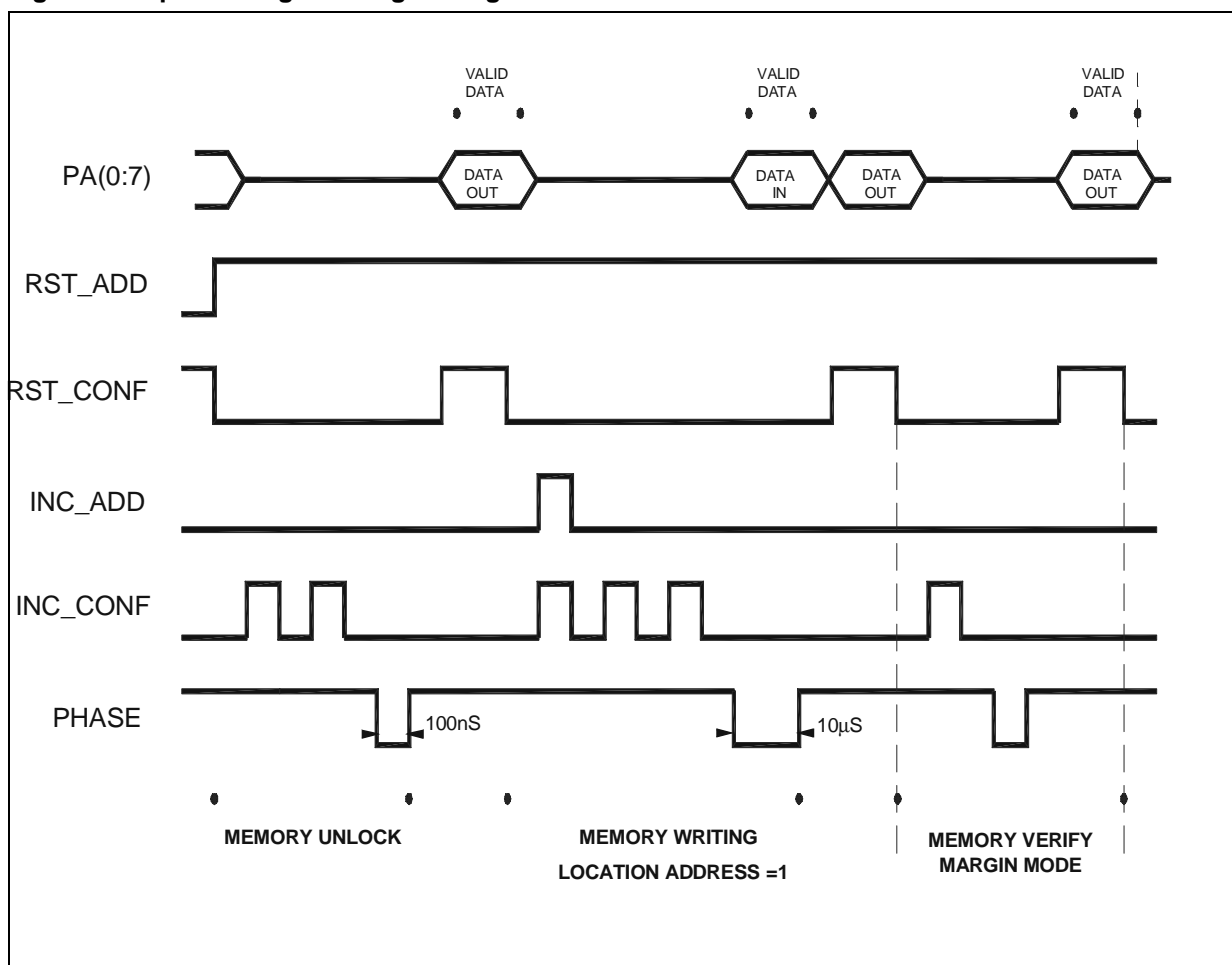 VALID
DATA
VALID
DATA
VALID
DATA
PA(0:7)
DATA
OUT
DATA
IN
DATA
OUT
DATA
OUT
RST_ADD
RST_CONF
INC_ADD
INC_CONF
PHASE
100nS
10µS
MEMORY UNLOCK
MEMORY WRITING
LOCATION ADDRESS =1
MEMORY VERIFY
MARGIN MODE